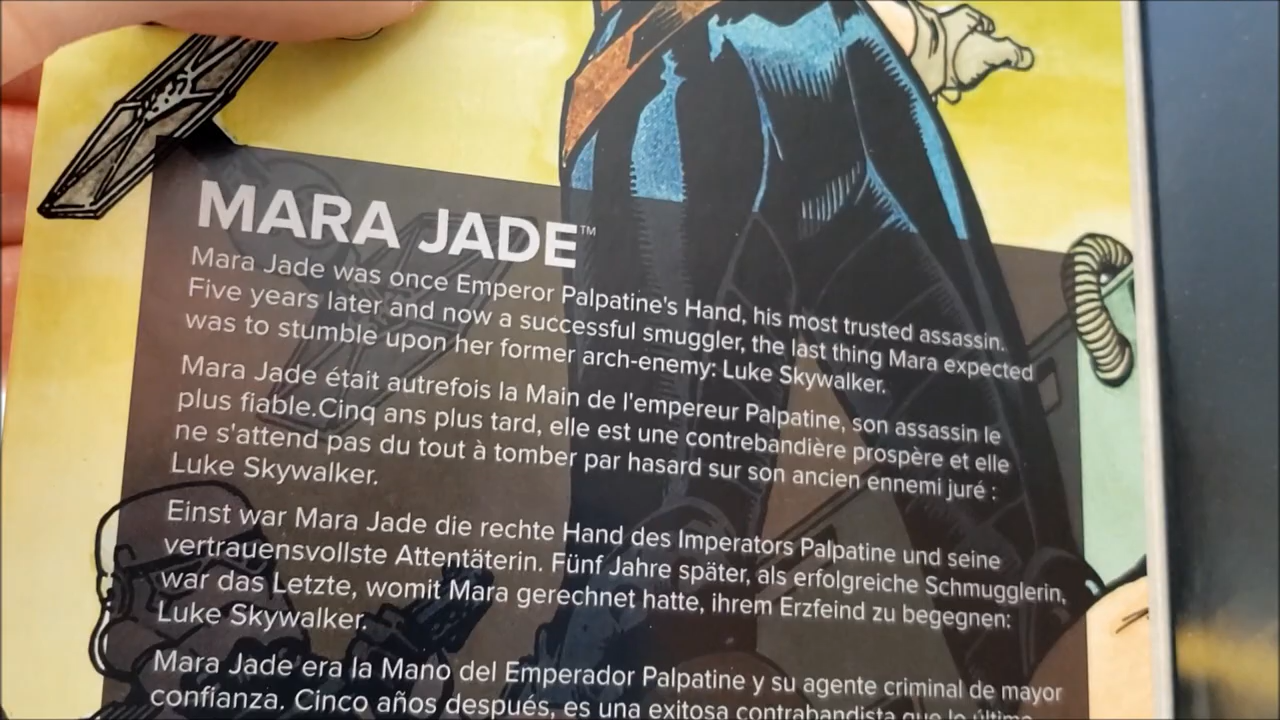 MARA JADE™
Mara Jade was once Emperor Palpatine's Hand, his most trusted assassin.
Five years later and now a successful smuggler, the last thing Mara expected
was to stumble upon her former arch-enemy: Luke Skywalker.
Mara Jade était autrefois la Main de l'empereur Palpatine, son assassin le
plus fiable.Cinq ans plus tard, elle est une contrebandière prospère et elle
ne s'attend pas du tout à tomber par hasard sur son ancien ennemi juré :
Luke Skywalker.
Einst war Mara Jade die rechte Hand des Imperators Palpatine und seine
vertrauensvollste Attentäterin. Fünf Jahre später, als erfolgreiche Schmugglerin,
war das Letzte, womit Mara gerechnet hatte, ihrem Erzfeind zu begegnen:
Luke Skywalker.
Mara Jade era la Mano del Emperador Palpatine y su agente criminal de mayor
confianza. Cinco años después, es una exitosa contrabandista que lo último